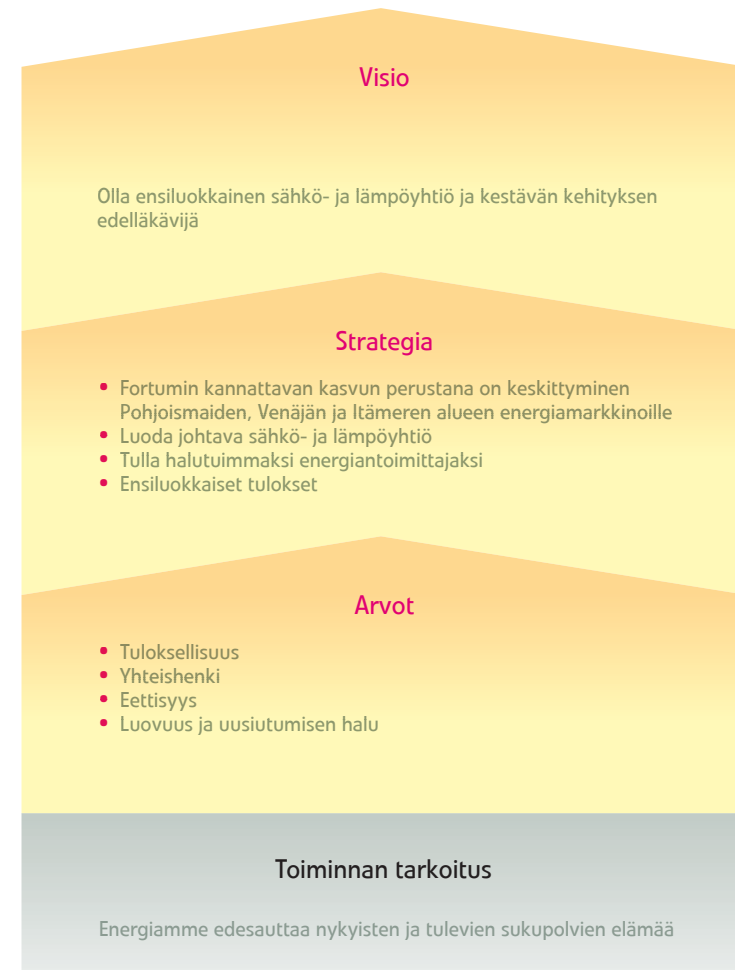 Visio
Olla ensiluokkainen sähkö- ja lämpöyhtiö ja kestävän kehityksen
edelläkävijä
Strategia
• Fortumin kannattavan kasvun perustana on keskittyminen
Pohjoismaiden, Venäjän ja Itämeren alueen energiamarkkinoille
• Luoda johtava sähkö- ja lämpöyhtiö
• Tulla halutuimmaksi energiantoimittajaksi
• Ensiluokkaiset tulokset
Arvot
• Tuloksellisuus
• Yhteishenki
• Eettisyys
• Luovuus ja uusiutumisen halu
Toiminnan tarkoitus
Energiamme edesauttaa nykyisten ja tulevien sukupolvien elämää